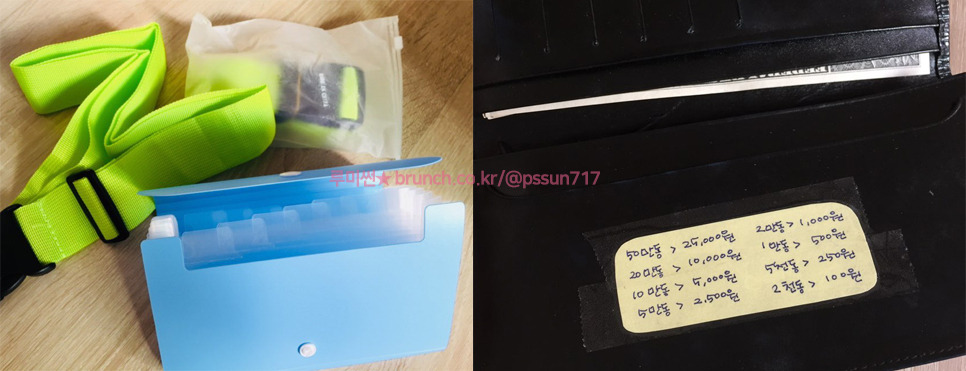 투미썬★brunch.co.kr/@pssun717
50만동 > 25,000원
20만동 > 10,000원
10만동 > 5,000원
5만동 > 2,500원
2만동 > 1,000원
1만동 > 500원
5천동 > 250원
2천동 > 100원